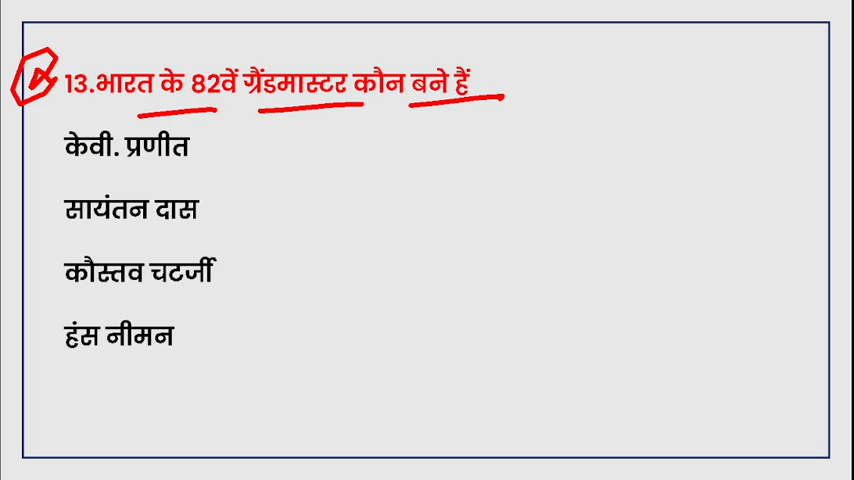 13.भारत के 82वें ग्रैंडमास्टर कौन बने हैं
केवी. प्रणीत
सायंतन दास
कौस्तव चटर्जी
हंस नीमन